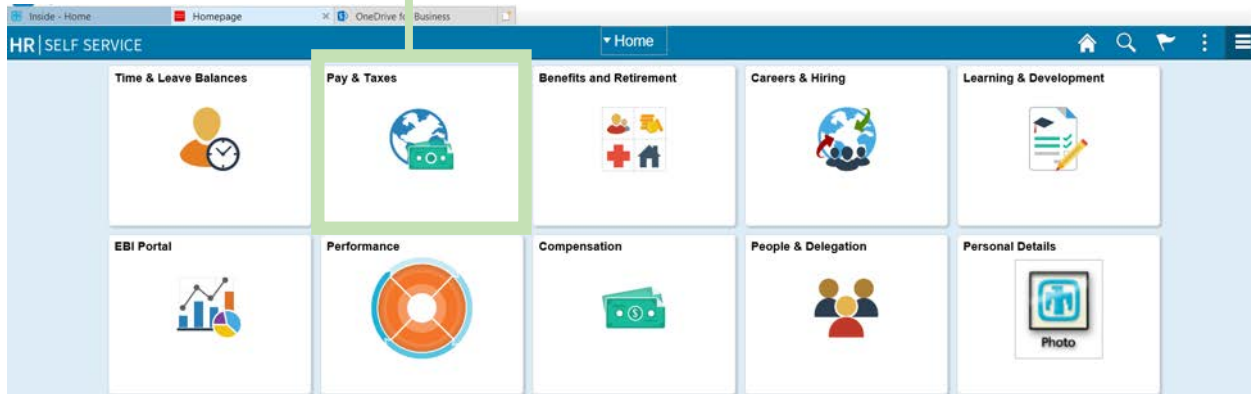 Inside - Home
Homepage
OneDrive for Business
HR | SELF SERVICE
Home
Time & Leave Balances
Pay & Taxes
Benefits and Retirement
Careers & Hiring
Learning & Development
EBI Portal
Performance
Compensation
People & Delegation
Personal Details
Photo